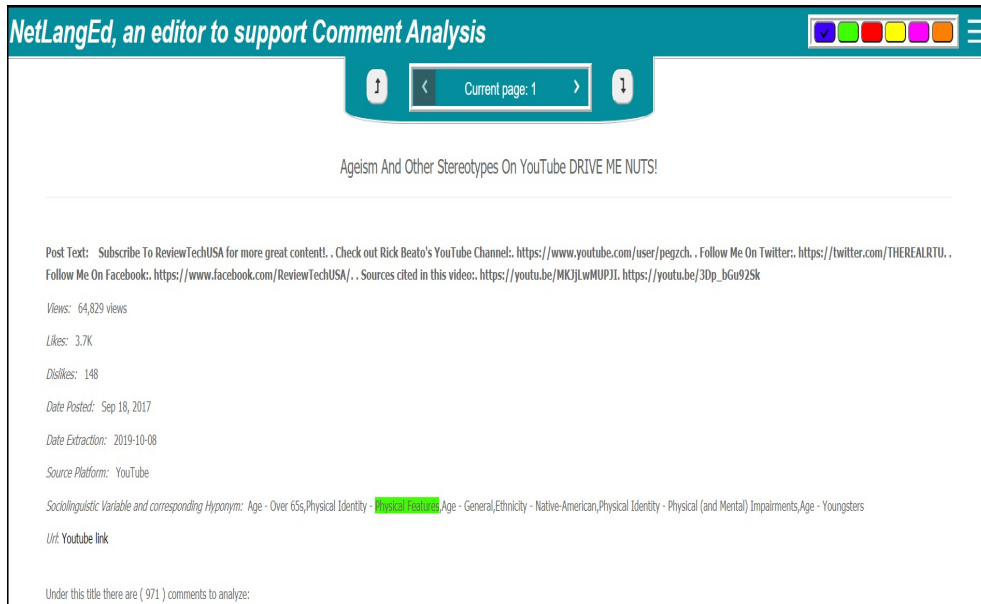 NetLangEd, an editor to support Comment Analysis
Current page: 1
Ageism And Other Stereotypes On YouTube DRIVE ME NUTS!
Post Text: Subscribe To ReviewTechUSA for more great content!. . Check out Rick Beato's YouTube Channel:. https://www.youtube.com/user/pegzch. . Follow Me On Twitter:. https://twitter.com/THEREALRTU. .
Follow Me On Facebook:. https://www.facebook.com/ReviewTechUSA/. . Sources cited in this video:. https://youtu.be/MKJjLwMUPJI. https://youtu.be/3Dp_bGu92Sk
Views: 64,829 views
Likes: 3.7K
Dislikes: 148
Date Posted: Sep 18, 2017
Date Extraction: 2019-10-08
Source Platform: YouTube
Sociolinguistic Variable and corresponding Hyponym: Age - Over 65s,Physical Identity - Physical Features,Age - General,Ethnicity - Native-American,Physical Identity - Physical (and Mental) Impairments,Age - Youngsters
Url: Youtube link
Under this title there are ( 971 ) comments to analyze: